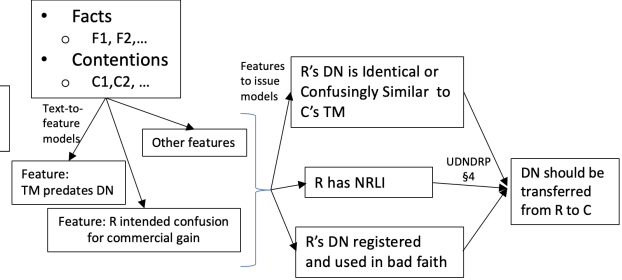 • Facts
o F1, F2,...
• Contentions
o C1,C2, ...
Text-to-
feature
models
Other features
Feature:
TM predates DN
Feature: R intended confusion
for commercial gain
Features
to issue
models
R's DN is Identical or
Confusingly Similar to
C's TM
R has NRLI
R's DN registered
and used in bad faith
UDNDRP
§4
DN should be
transferred
from R to C